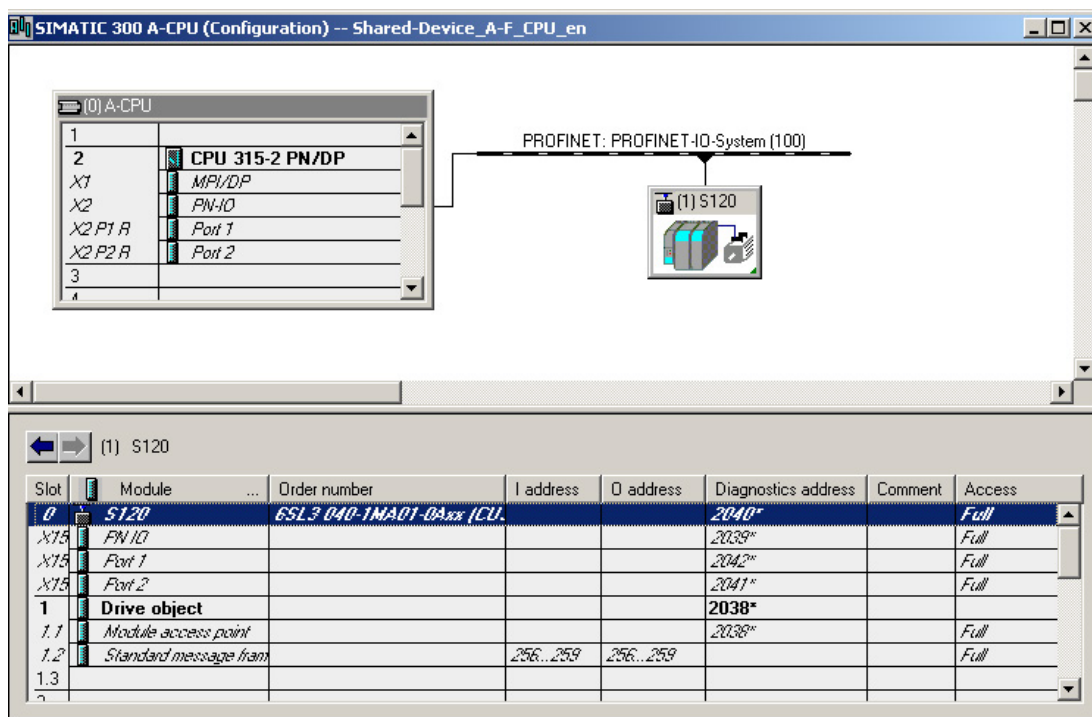 SIMATIC 300 A-CPU (Configuration) -- Shared-Device_A-F_CPU_en
(0) A-CPU
1
2 CPU 315-2 PN/DP
X1 MPI/DP
X2 PN-IO
X2 P1 R Port 1
X2 P2 R Port 2
3
4
PROFINET: PROFINET-IO-System (100)
(1) S120
(1) S120
Slot Module ... Order number I address O address Diagnostics address Comment Access
0 S120 6SL3 040-1MA01-0Axx (CU. 2040* Full
X15 PN IO 2039* Full
X15 Port 1 2042* Full
X15 Port 2 2041* Full
1 Drive object 2038*
1.1 Module access point 2038* Full
1.2 Standard message fram 256...259 256...259 Full
1.3
2